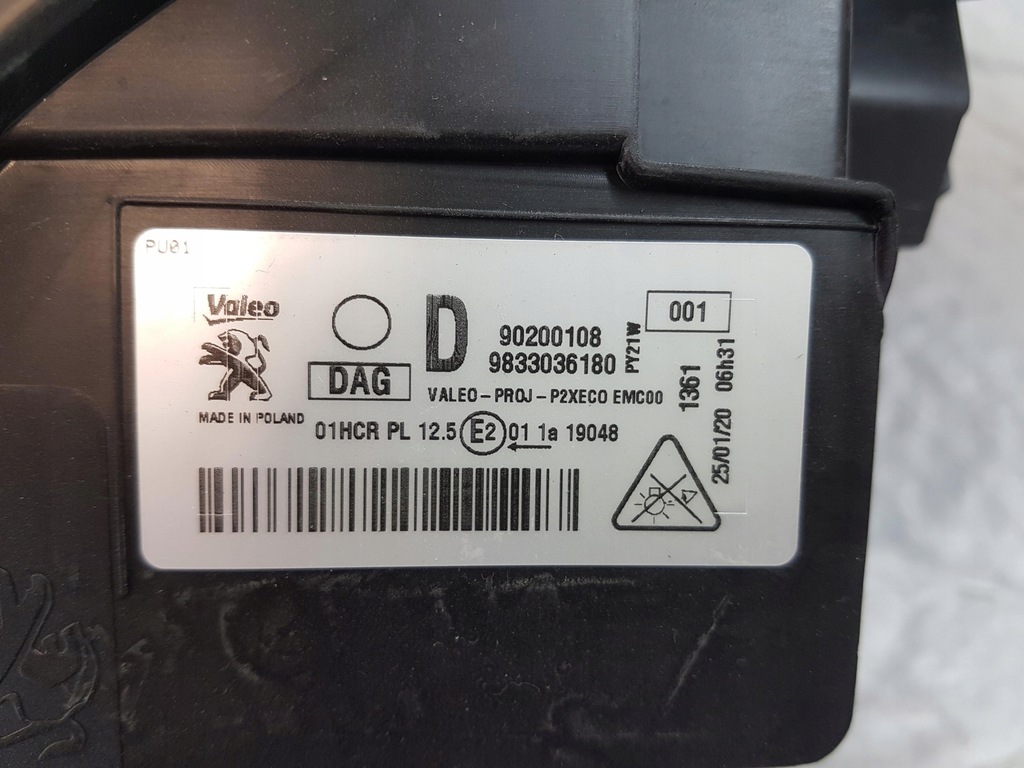 PU01
Valeo
MADE IN POLAND
DAG
D
90200108
9833036180
PY21W
VALEO-PROJ-P2XECO EMC00
01HCR PL 12.5 E2 01 1a 19048
001
1361
25/01/20 06h31